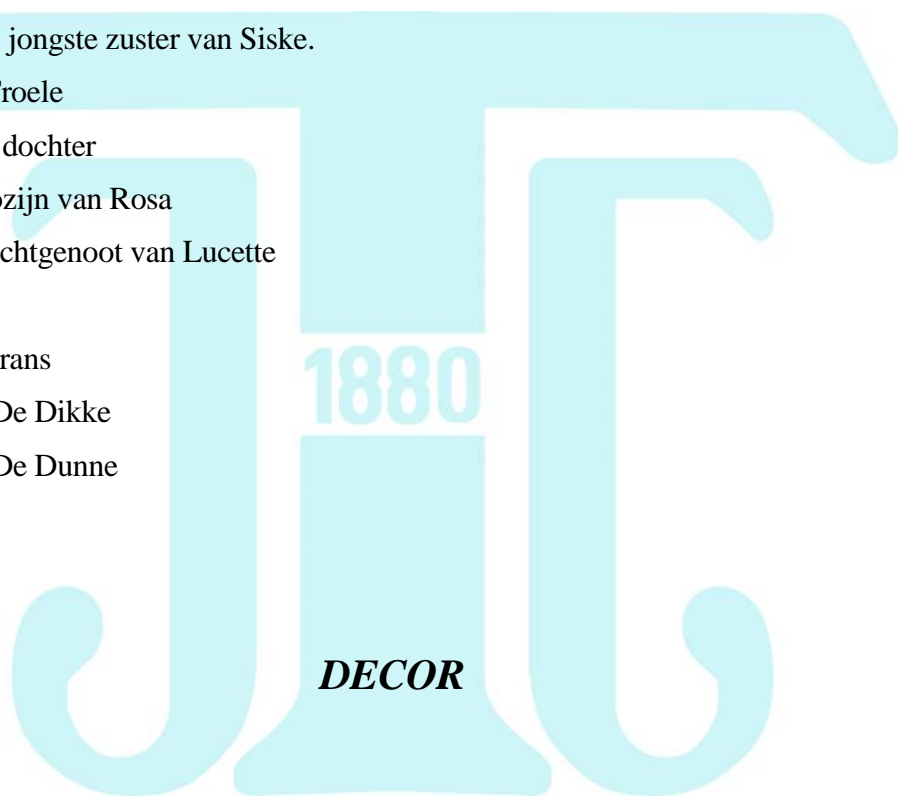 jongste zuster van Siske.
roele
dochter
ozijn van Rosa
chtgenoot van Lucette
rans
1880
De Dikke
De Dunne
DECOR